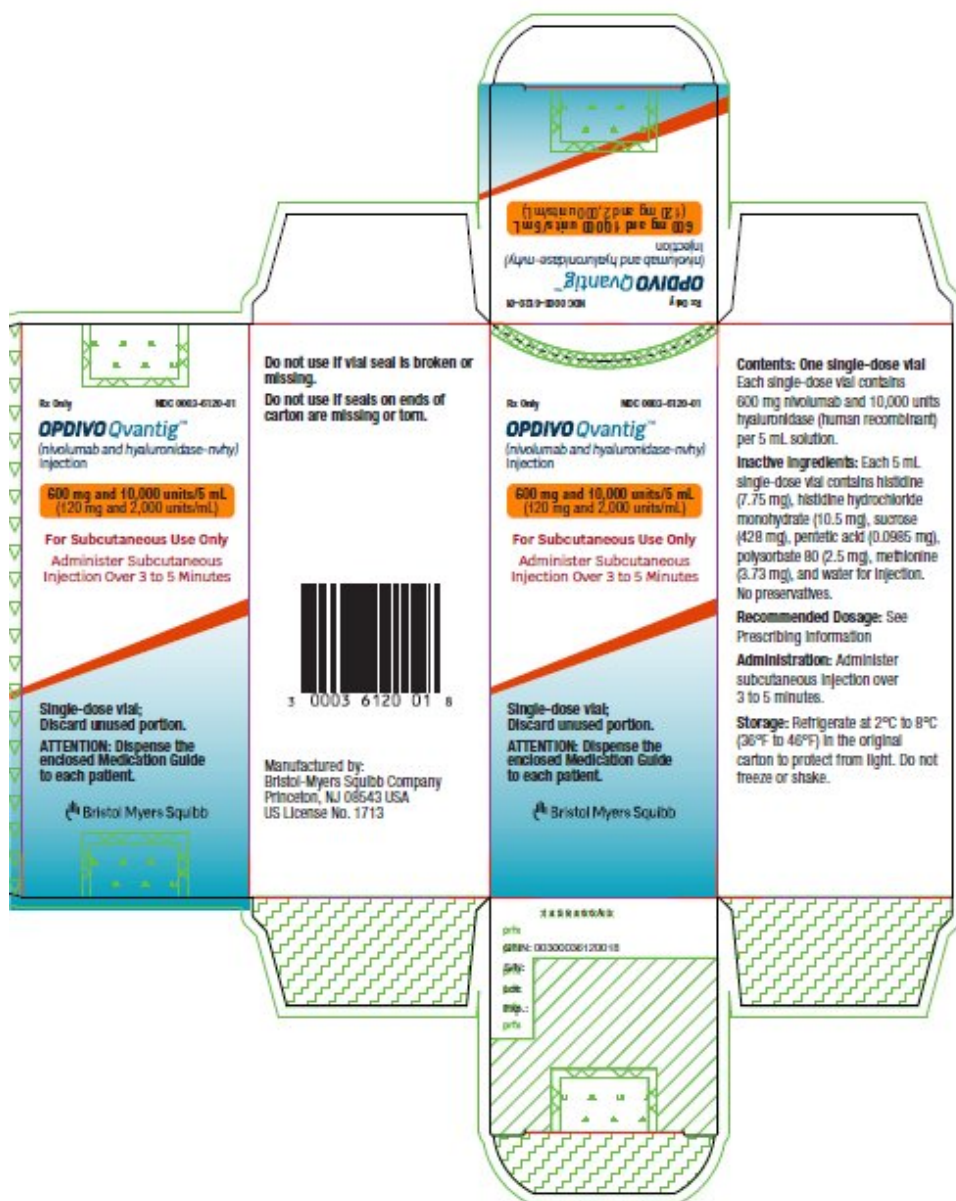 Rx Only NDC 0003-6120-01
OPDIVO Qvantig™
(nivolumab and hyaluronidase-nvhy)
Injection
600 mg and 10,000 units/5 mL
(120 mg and 2,000 units/mL)
Rx Only NDC 0003-6120-01
OPDIVO Qvantig™
(nivolumab and hyaluronidase-nvhy)
Injection
600 mg and 10,000 units/5 mL
(120 mg and 2,000 units/mL)
For Subcutaneous Use Only
Administer Subcutaneous
Injection Over 3 to 5 Minutes
Single-dose vial;
Discard unused portion.
ATTENTION: Dispense the
enclosed Medication Guide
to each patient.
Bristol Myers Squibb
Do not use if vial seal is broken or
missing.
Do not use if seals on ends of
carton are missing or torn.
3 0003 6120 01 8
Manufactured by:
Bristol-Myers Squibb Company
Princeton, NJ 08543 USA
US License No. 1713
Rx Only NDC 0003-6120-01
OPDIVO Qvantig™
(nivolumab and hyaluronidase-nvhy)
Injection
600 mg and 10,000 units/5 mL
(120 mg and 2,000 units/mL)
For Subcutaneous Use Only
Administer Subcutaneous
Injection Over 3 to 5 Minutes
Single-dose vial;
Discard unused portion.
ATTENTION: Dispense the
enclosed Medication Guide
to each patient.
Bristol Myers Squibb
Contents: One single-dose vial
Each single-dose vial contains
600 mg nivolumab and 10,000 units
hyaluronidase (human recombinant)
per 5 mL solution.
Inactive Ingredients: Each 5 mL
single-dose vial contains histidine
(7.75 mg), histidine hydrochloride
monohydrate (10.5 mg), sucrose
(428 mg), pentetic acid (0.0985 mg),
polysorbate 80 (2.5 mg), methionine
(3.73 mg), and water for injection.
No preservatives.
Recommended Dosage: See
Prescribing Information
Administration: Administer
subcutaneous injection over
3 to 5 minutes.
Storage: Refrigerate at 2°C to 8°C
(36°F to 46°F) in the original
carton to protect from light. Do not
freeze or shake.
GTIN: 00300036120018